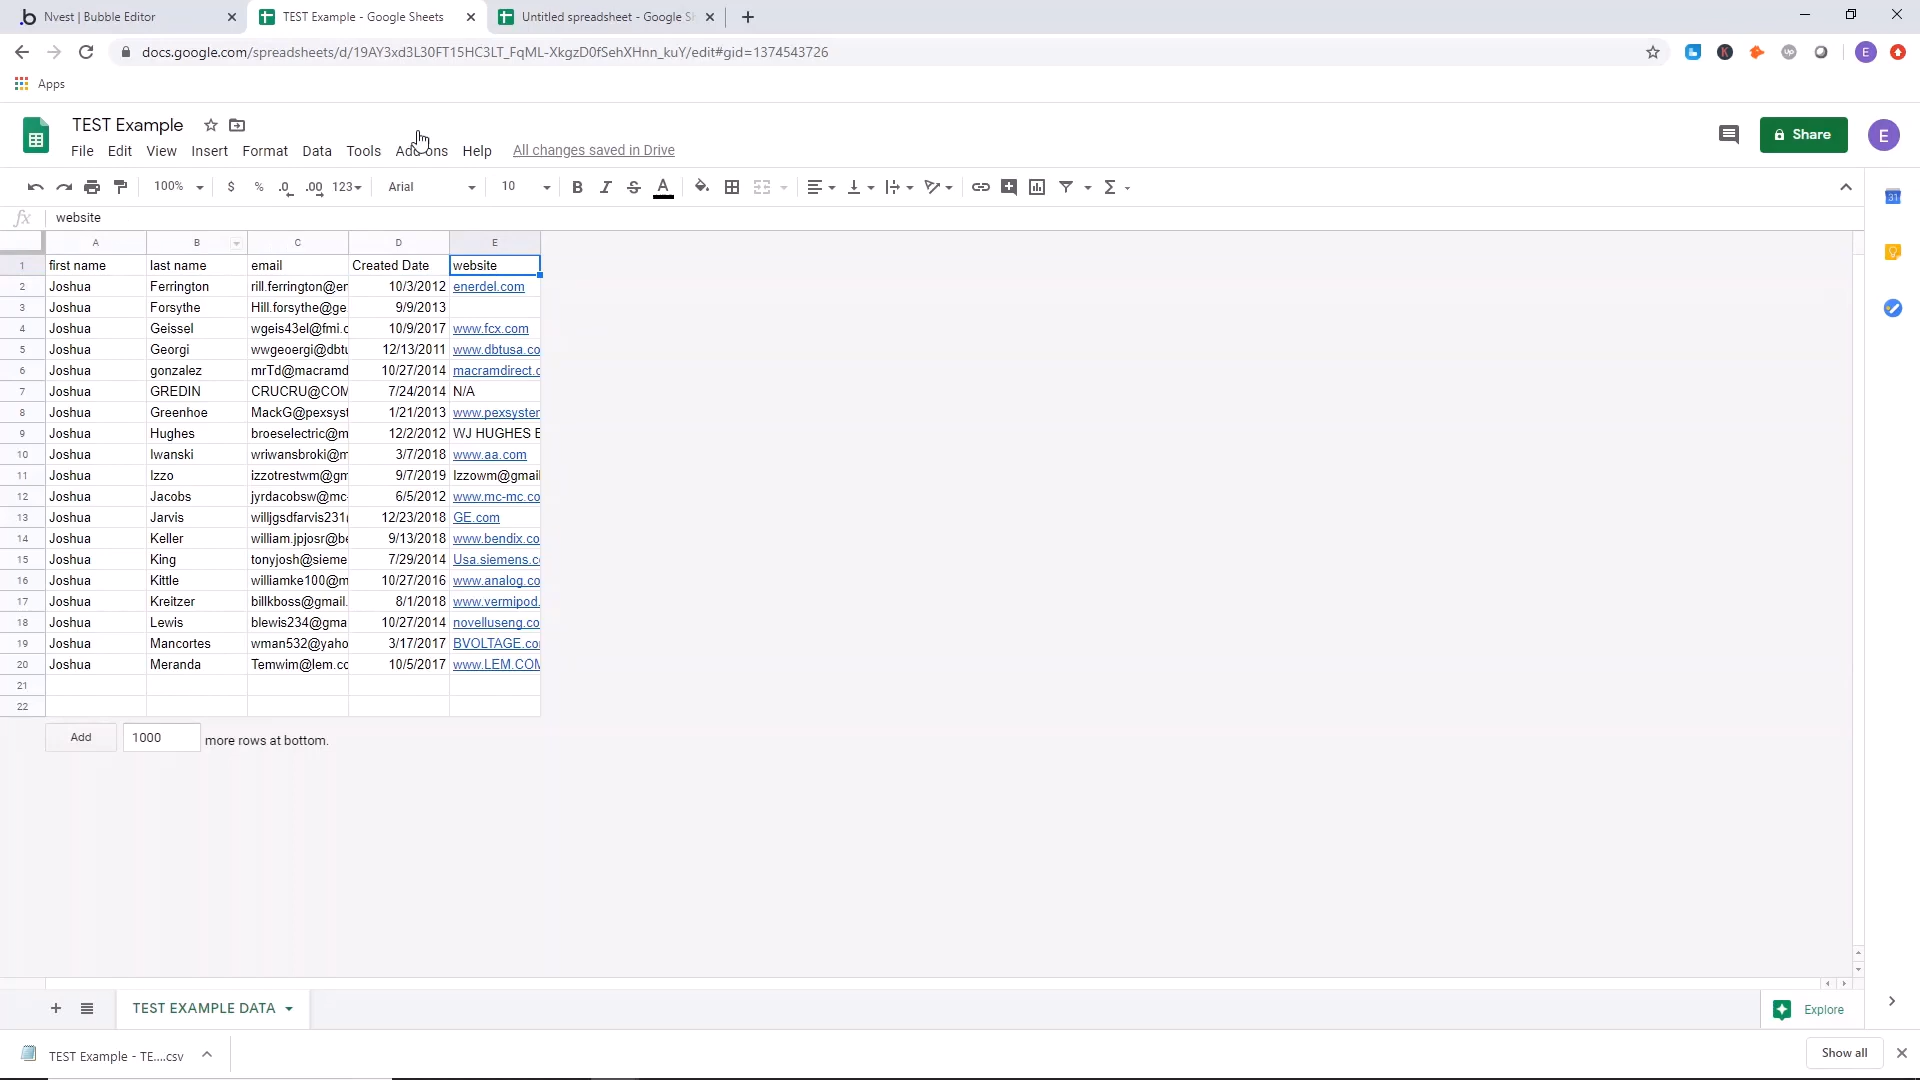 Nvest | Bubble Editor
TEST Example - Google Sheets
Untitled spreadsheet - Google Sh
docs.google.com/spreadsheets/d/19AY3xd3L30FT15HC3LT_FqML-XkgzD0fSehXHnn_kuY/edit#gid=1374543726
Apps
TEST Example
File Edit View Insert Format Data Tools Add-ons Help All changes saved in Drive
Share
E
100% $ % .0 .00 123 Arial 10 B I S A
fx website
A B C D E
1 first name last name email Created Date website
2 Joshua Ferrington rill.ferrington@en 10/3/2012 enerdel.com
3 Joshua Forsythe Hill.forsythe@ge 9/9/2013
4 Joshua Geissel wgeis43el@fmi.c 10/9/2017 www.fcx.com
5 Joshua Georgi wwgeoergi@dbtu 12/13/2011 www.dbtusa.co
6 Joshua gonzalez mrTd@macramd 10/27/2014 macramdirect.c
7 Joshua GREDIN CRUCRU@COM 7/24/2014 N/A
8 Joshua Greenhoe MackG@pexsyst 1/21/2013 www.pexsystem
9 Joshua Hughes broeselectric@m 12/2/2012 WJ HUGHES E
10 Joshua Iwanski wriwansbroki@m 3/7/2018 www.aa.com
11 Joshua Izzo izzotrestwm@gm 9/7/2019 Izzowm@gmail
12 Joshua Jacobs jyrdacobsw@mc- 6/5/2012 www.mc-mc.co
13 Joshua Jarvis willjgsdfarvis231 12/23/2018 GE.com
14 Joshua Keller william.jpjosr@be 9/13/2018 www.bendix.co
15 Joshua King tonyjosh@sieme 7/29/2014 Usa.siemens.c
16 Joshua Kittle williamke100@m 10/27/2016 www.analog.co
17 Joshua Kreitzer billkboss@gmail. 8/1/2018 www.vermipod.
18 Joshua Lewis blewis234@gma 10/27/2014 novelluseng.co
19 Joshua Mancortes wman532@yaho 3/17/2017 BVOLTAGE.co
20 Joshua Meranda Temwim@lem.cc 10/5/2017 www.LEM.COM
21
22
Add 1000 more rows at bottom.
TEST EXAMPLE DATA
Explore
TEST Example - TE....csv
Show all